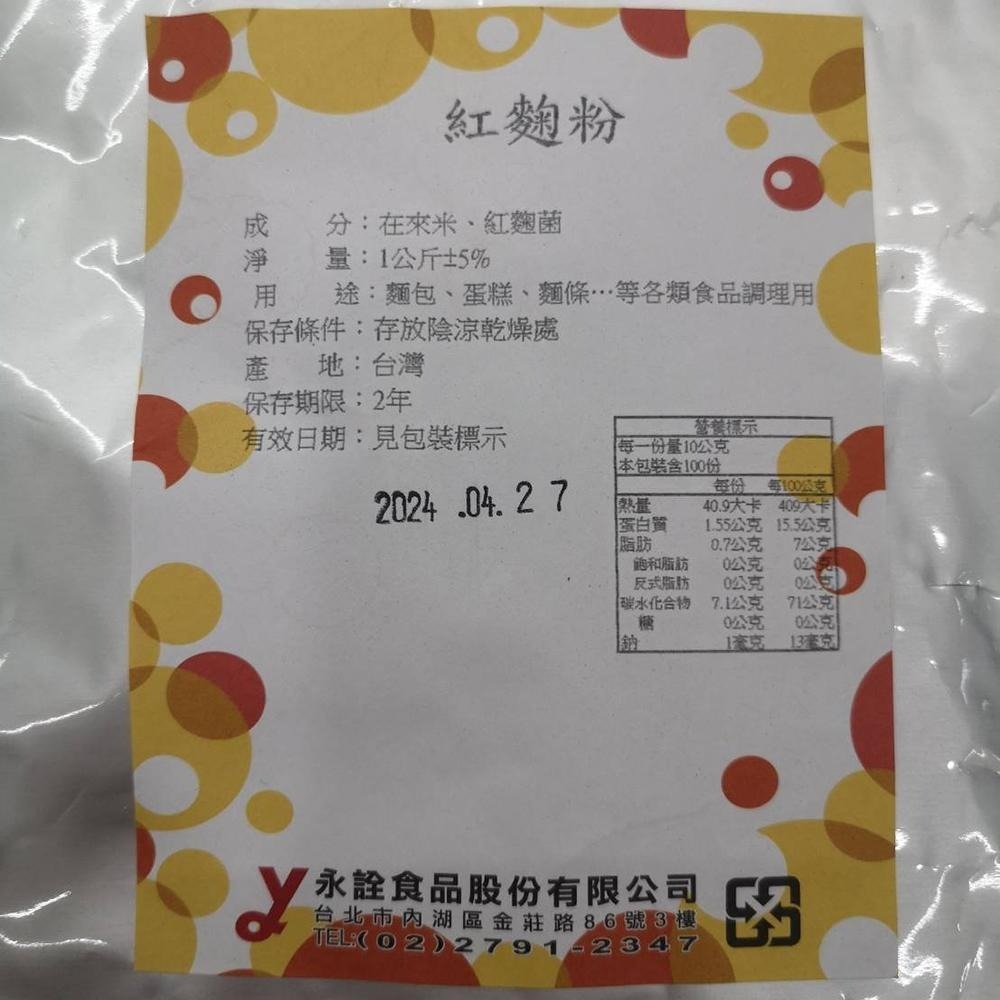 紅麴粉
成 分：在來米、紅麴菌
淨 量：1公斤±5%
用 途：麵包、蛋糕、麵條…等各類食品調理用
保存條件：存放陰涼乾燥處
產 地：台灣
保存期限：2年
有效日期：見包裝標示
2024 .04. 2 7
營養標示
每一份量10公克
本包裝含100份
每份 每100公克
熱量 40.9大卡 409大卡
蛋白質 1.55公克 15.5公克
脂肪 0.7公克 7公克
飽和脂肪 0公克 0公克
反式脂肪 0公克 0公克
碳水化合物 7.1公克 71公克
糖 0公克 0公克
鈉 1毫克 13毫克
永詮食品股份有限公司
台北市內湖區金莊路86號3樓
TEL:(02)2791-2347